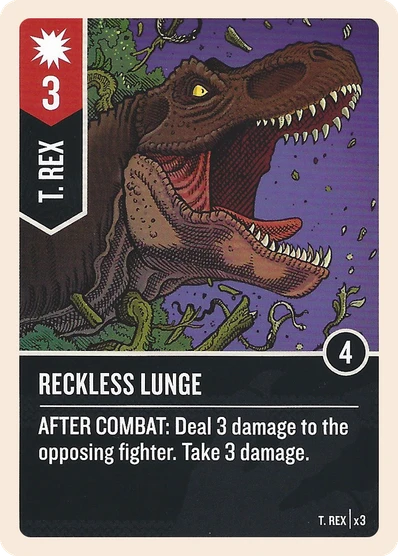 3
T. REX
4
RECKLESS LUNGE
AFTER COMBAT: Deal 3 damage to the
opposing fighter. Take 3 damage.
T. REX | x3